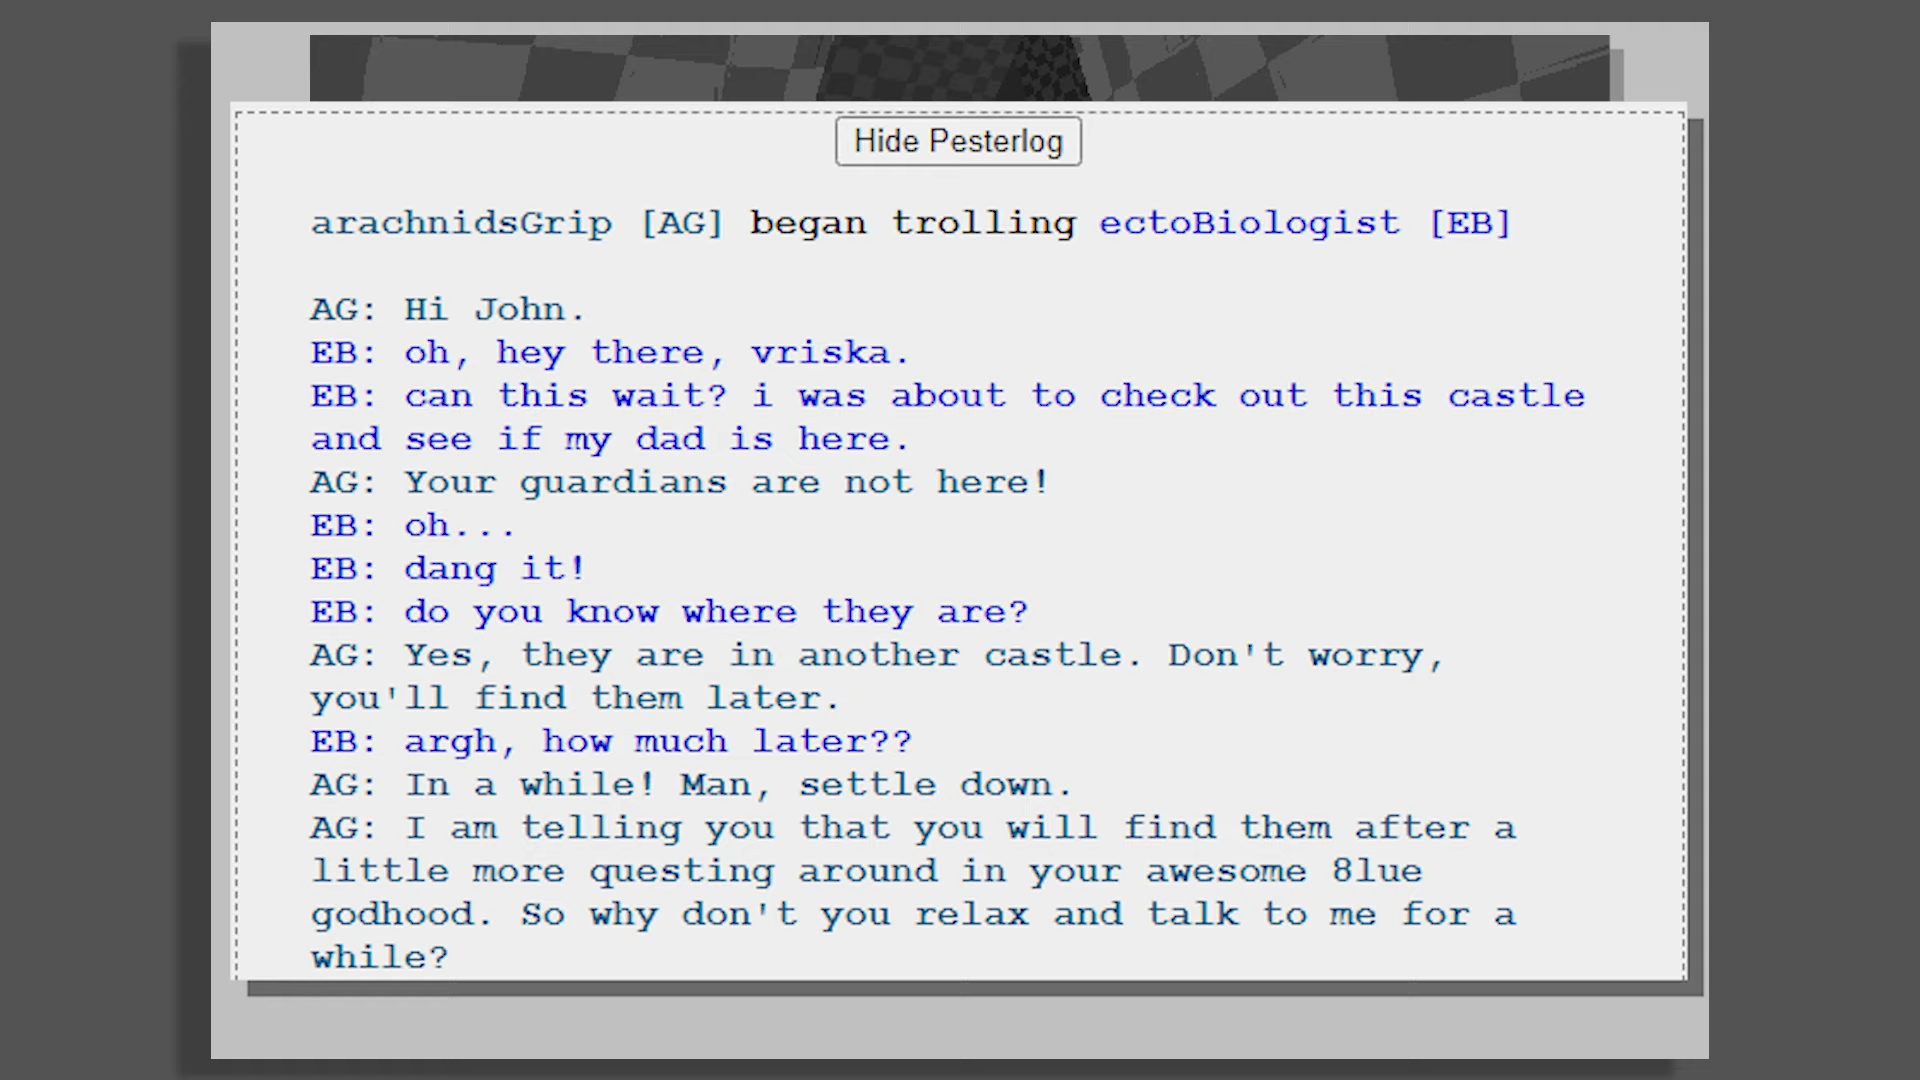 Hide Pesterlog
arachnidsGrip [AG] began trolling ectoBiologist [EB]
AG: Hi John.
EB: oh, hey there, vriska.
EB: can this wait? i was about to check out this castle
and see if my dad is here.
AG: Your guardians are not here!
EB: oh...
EB: dang it!
EB: do you know where they are?
AG: Yes, they are in another castle. Don't worry,
you'll find them later.
EB: argh, how much later??
AG: In a while! Man, settle down.
AG: I am telling you that you will find them after a
little more questing around in your awesome 8lue
godhood. So why don't you relax and talk to me for a
while?